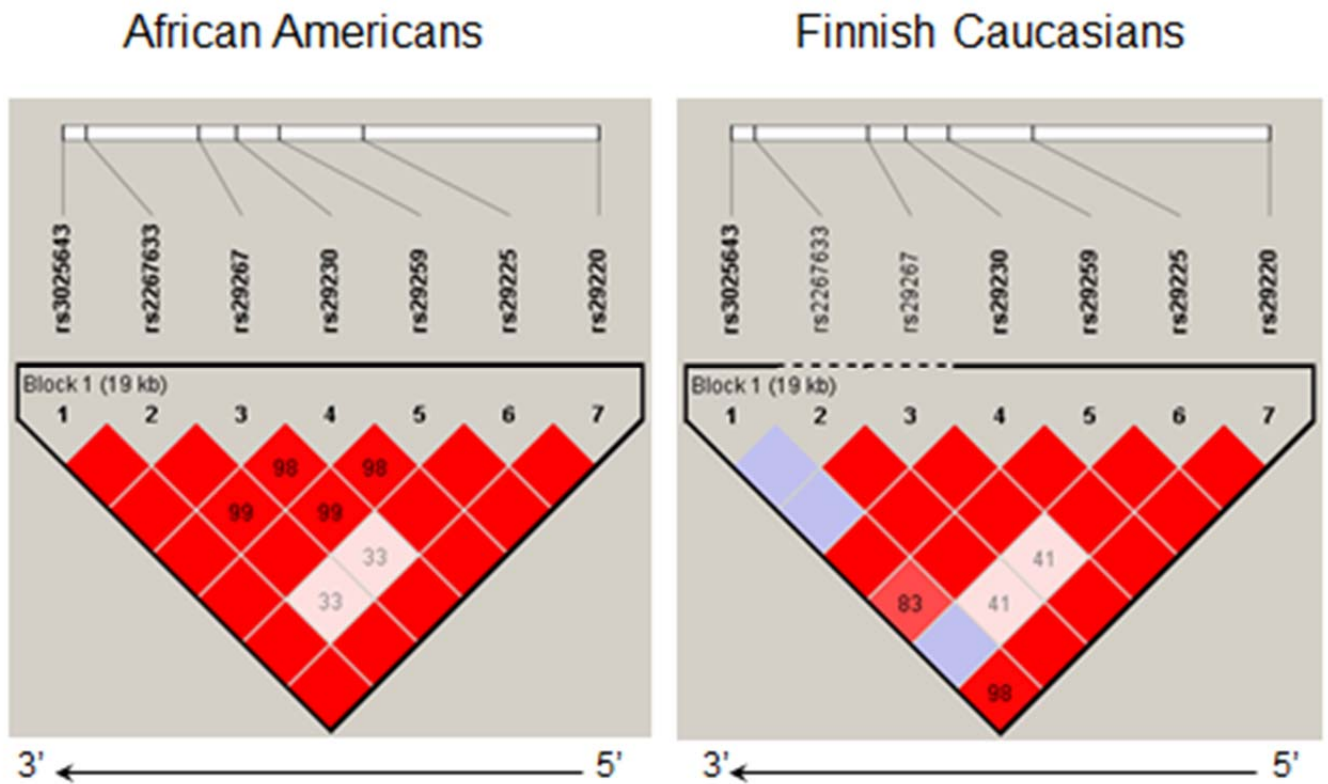 African Americans
Finnish Caucasians
rs3025643
rs2267633
rs29267
rs29230
rs29259
rs29225
rs29220
rs3025643
rs2267633
rs29267
rs29230
rs29259
rs29225
rs29220
Block 1 (19 kb)
1 2 3 4 5 6 7
98 98
99 99
33
33
Block 1 (19 kb)
1 2 3 4 5 6 7
41
83 41
98
3’ 5’
3’ 5’